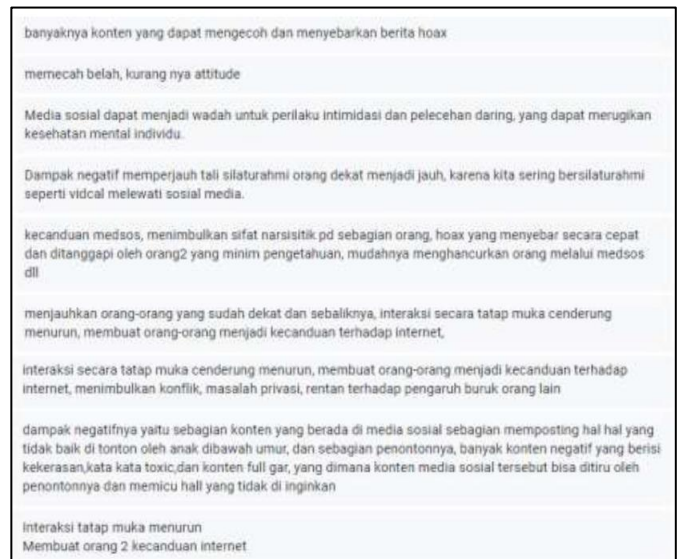 banyaknya konten yang dapat mengecoh dan menyebarkan berita hoax
memecah belah, kurang nya attitude
Media sosial dapat menjadi wadah untuk perilaku intimidasi dan pelecehan daring, yang dapat merugikan
kesehatan mental individu.
Dampak negatif memperjauh tali silaturahmi orang dekat menjadi jauh, karena kita sering bersilaturahmi
seperti vidcal melewati sosial media.
kecanduan medsos, menimbulkan sifat narsisitik pd sebagian orang, hoax yang menyebar secara cepat
dan ditanggapi oleh orang2 yang minim pengetahuan, mudahnya menghancurkan orang melalui medsos
dll
menjauhkan orang-orang yang sudah dekat dan sebaliknya, interaksi secara tatap muka cenderung
menurun, membuat orang-orang menjadi kecanduan terhadap internet,
interaksi secara tatap muka cenderung menurun, membuat orang-orang menjadi kecanduan terhadap
internet, menimbulkan konflik, masalah privasi, rentan terhadap pengaruh buruk orang lain
dampak negatifnya yaitu sebagian konten yang berada di media sosial sebagian memposting hal hal yang
tidak baik di tonton oleh anak dibawah umur, dan sebagian penontonnya, banyak konten negatif yang berisi
kekerasan,kata kata toxic,dan konten full gar, yang dimana konten media sosial tersebut bisa ditiru oleh
penontonnya dan memicu hall yang tidak di inginkan
Interaksi tatap muka menurun
Membuat orang 2 kecanduan internet